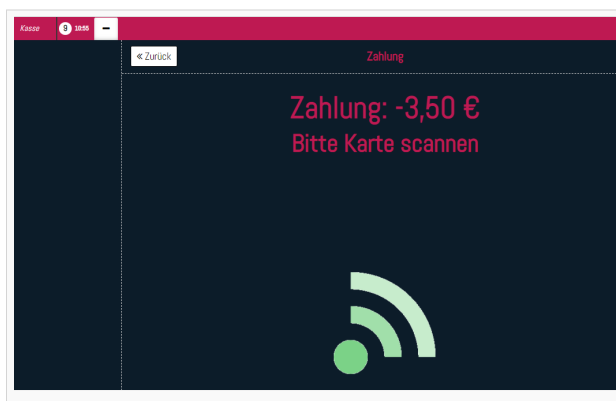 Kasse 9 10:55
« Zurück Zahlung
Zahlung: -3,50 €
Bitte Karte scannen